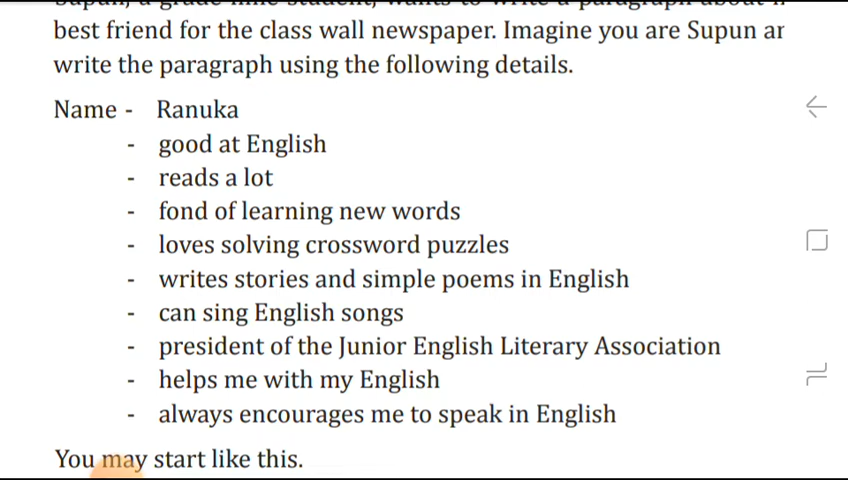 best friend for the class wall newspaper. Imagine you are Supun
write the paragraph using the following details.
Name - Ranuka
- good at English
- reads a lot
- fond of learning new words
- loves solving crossword puzzles
- writes stories and simple poems in English
- can sing English songs
- president of the Junior English Literary Association
- helps me with my English
- always encourages me to speak in English
You may start like this.